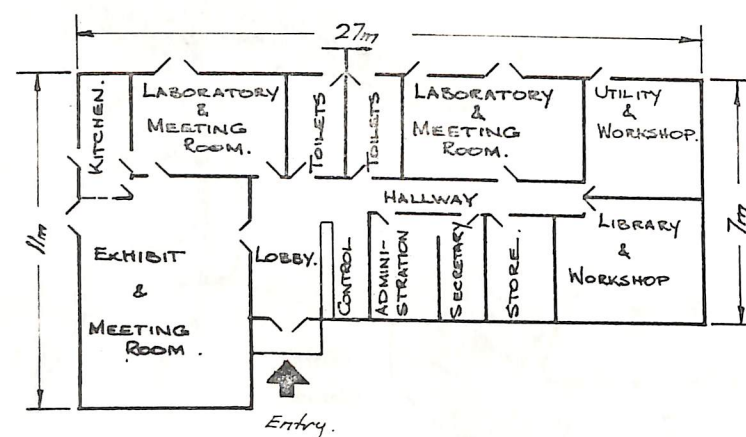 27m
KITCHEN.
LABORATORY
&
MEETING
ROOM.
TOILETS
TOILETS
LABORATORY
&
MEETING
ROOM.
UTILITY
&
WORKSHOP.
11m
7m
HALLWAY
EXHIBIT
&
MEETING
ROOM.
LOBBY.
CONTROL
ADMINI-
STRATION
SECRETARY
STORE.
LIBRARY
&
WORKSHOP
Entry.